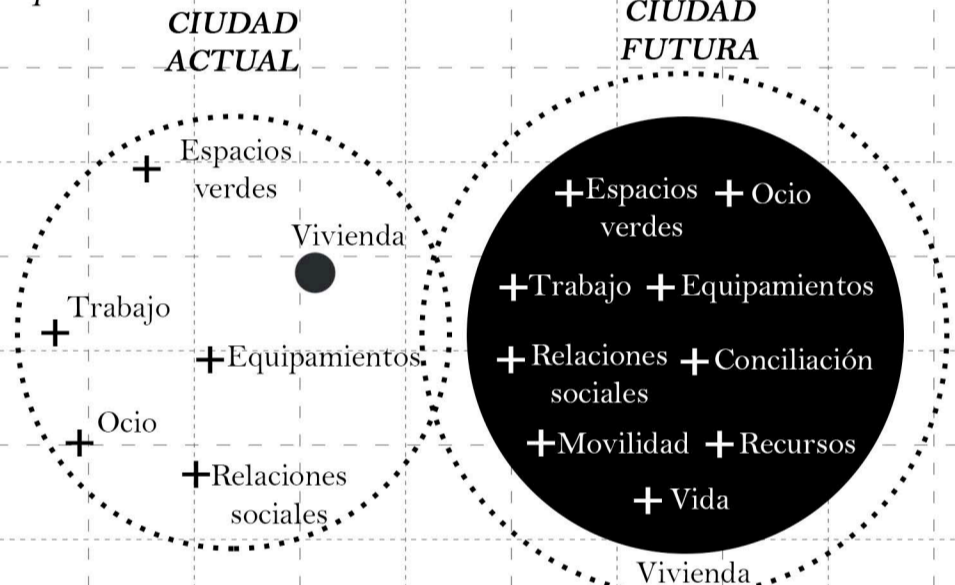 CIUDAD
ACTUAL
Espacios
verdes
Vivienda
Trabajo
Equipamientos
Ocio
Relaciones
sociales
CIUDAD
FUTURA
Espacios
verdes
Ocio
Trabajo
Equipamientos
Relaciones
sociales
Conciliación
Movilidad
Recursos
Vida
Vivienda